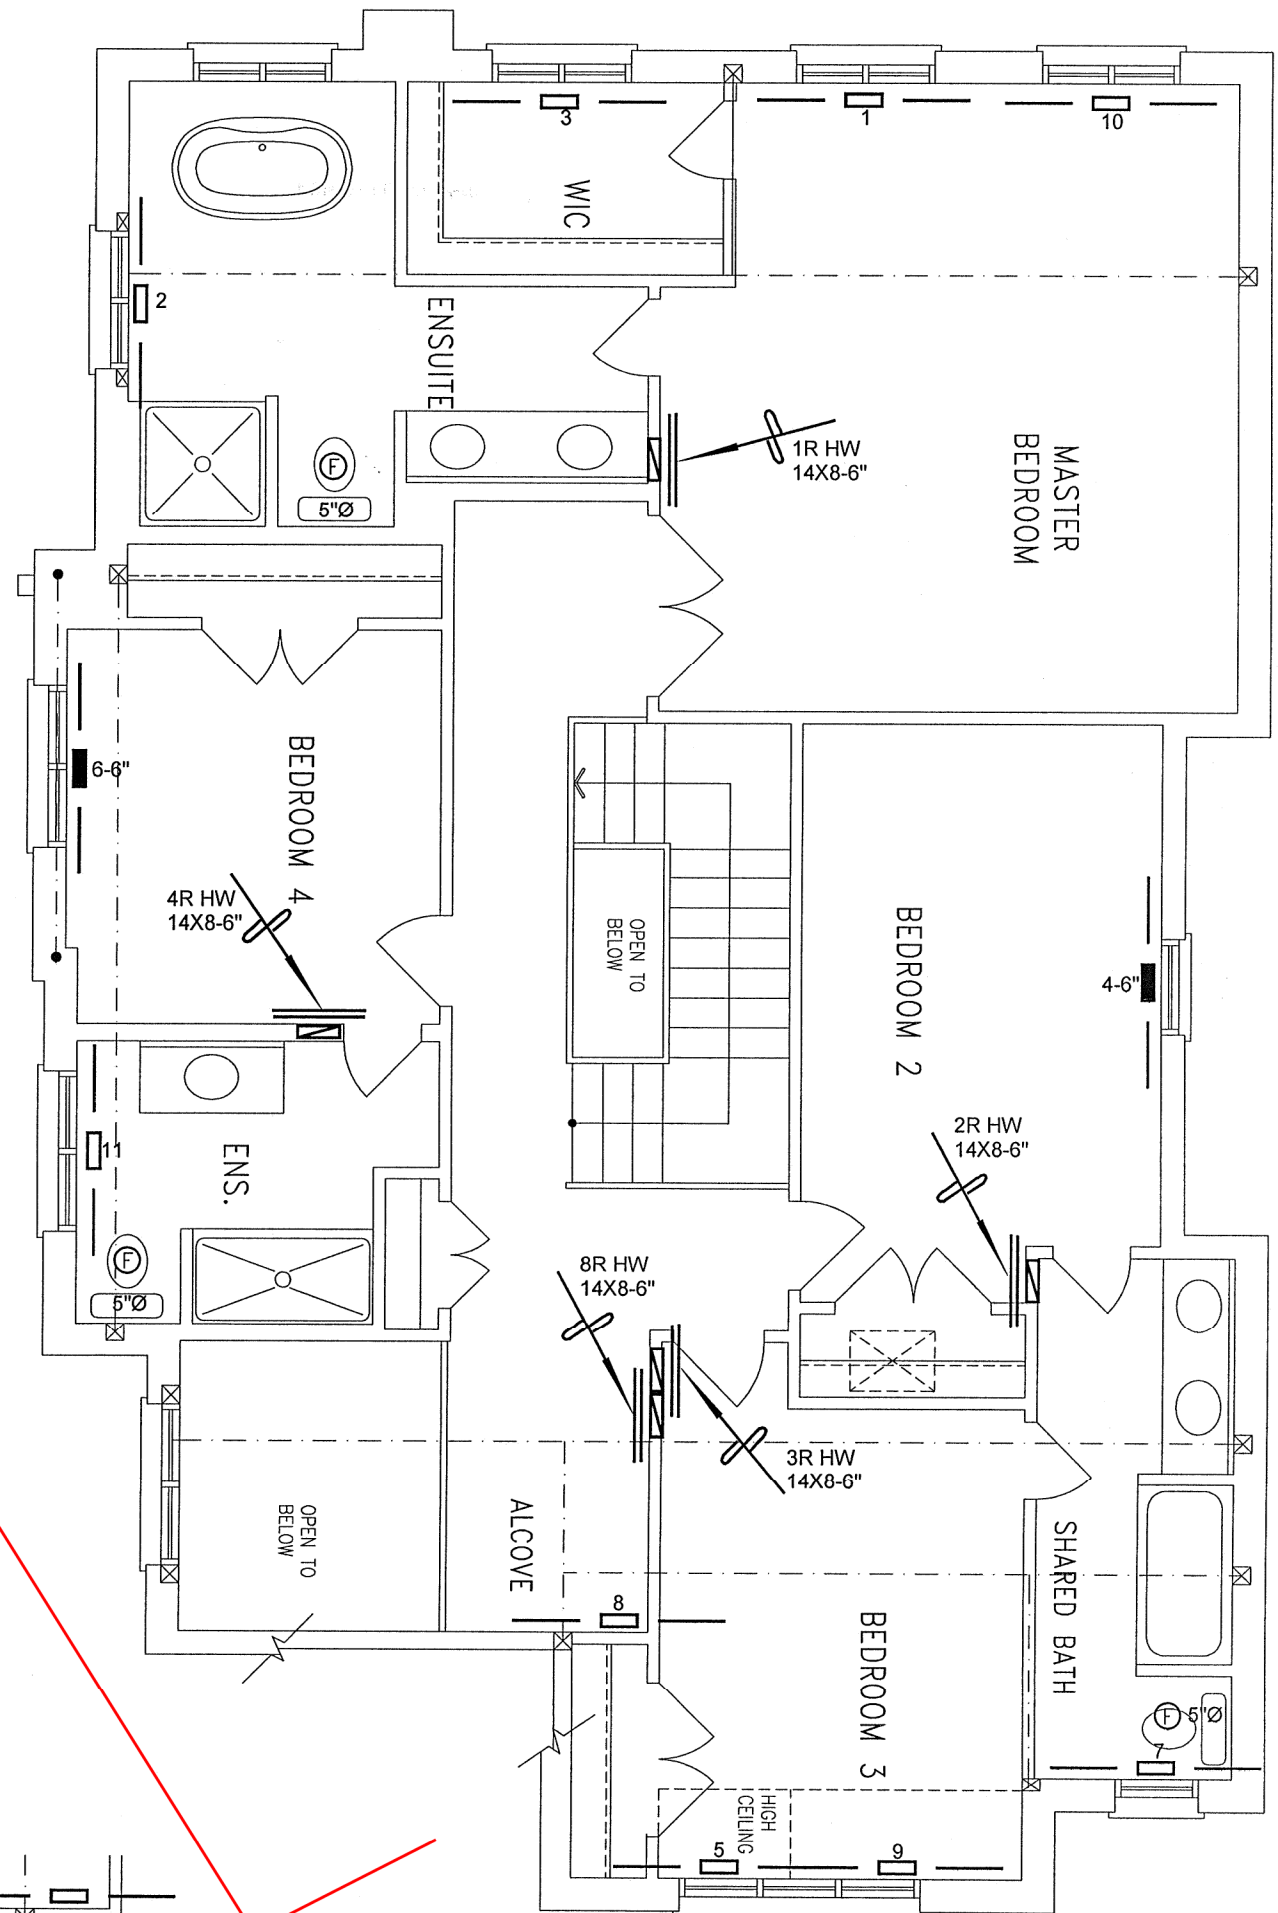 3
1
10
WIC
2
ENSUITE
1R HW
14X8-6"
MASTER
BEDROOM
F
5"Ø
6-6"
BEDROOM 4
4R HW
14X8-6"
OPEN TO
BELOW
BEDROOM 2
4-6"
11
ENS.
2R HW
14X8-6"
F
5"Ø
8R HW
14X8-6"
3R HW
14X8-6"
OPEN TO
BELOW
ALCOVE
8
BEDROOM 3
SHARED BATH
F
5"Ø
7
HIGH
CEILING
5
9